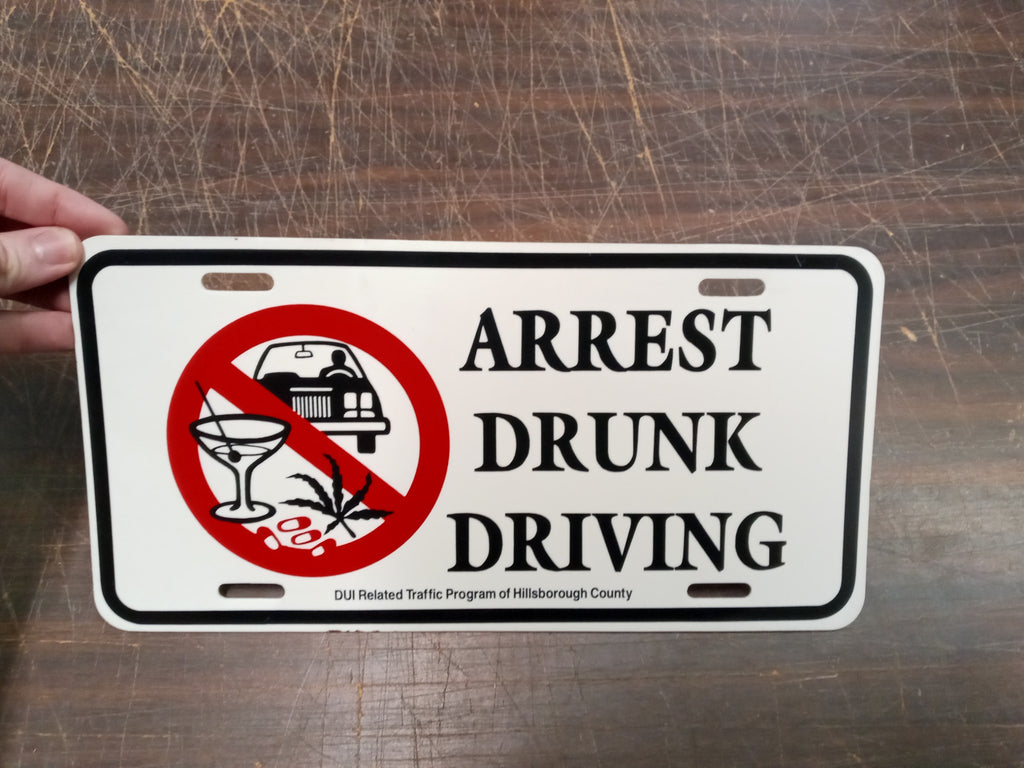 ARREST
DRUNK
DRIVING
DUI Related Traffic Program of Hillsborough County